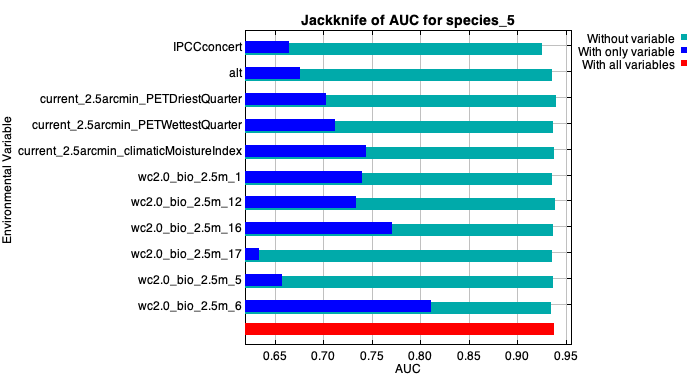 Jackknife of AUC for species_5
Without variable
With only variable
With all variables
Environmental Variable
IPCCconcert
alt
current_2.5arcmin_PETDriestQuarter
current_2.5arcmin_PETWettestQuarter
current_2.5arcmin_climaticMoistureIndex
wc2.0_bio_2.5m_1
wc2.0_bio_2.5m_12
wc2.0_bio_2.5m_16
wc2.0_bio_2.5m_17
wc2.0_bio_2.5m_5
wc2.0_bio_2.5m_6
0.65 0.70 0.75 0.80 0.85 0.90 0.95
AUC